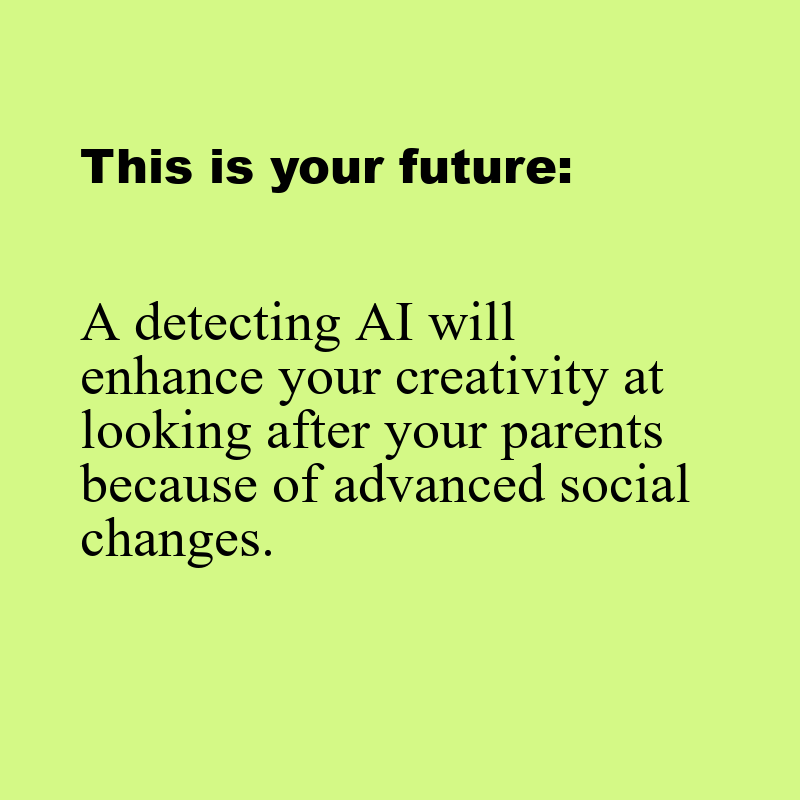 This is your future:
A detecting AI will
enhance your creativity at
looking after your parents
because of advanced social
changes.